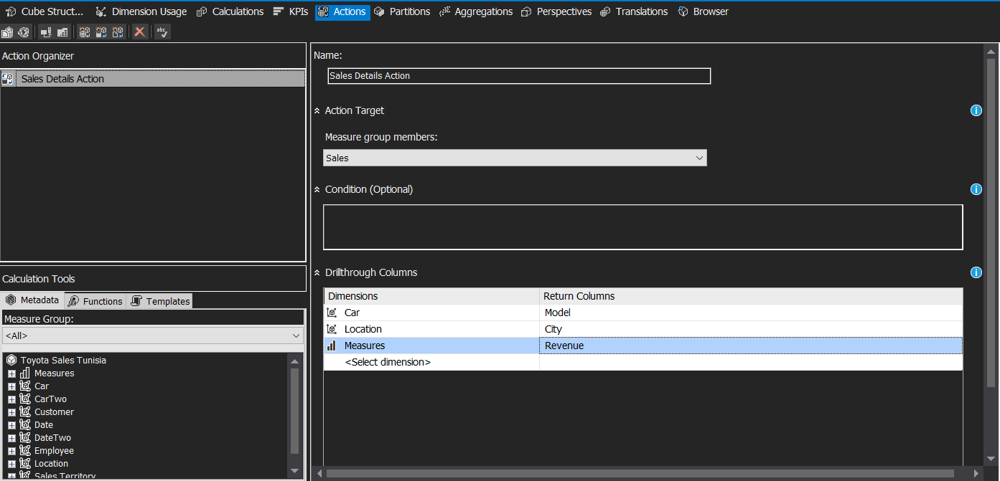 Cube Struct... Dimension Usage Calculations KPIs Actions Partitions Aggregations Perspectives Translations Browser
abc
Action Organizer
Sales Details Action
Calculation Tools
Metadata Functions Templates
Measure Group:
<All>
Toyota Sales Tunisia
Measures
Car
CarTwo
Customer
Date
DateTwo
Employee
Location
Sales Territory
Name:
Sales Details Action
Action Target
Measure group members:
Sales
Condition (Optional)
Drillthrough Columns
Dimensions Return Columns
Car Model
Location City
Measures Revenue
<Select dimension>